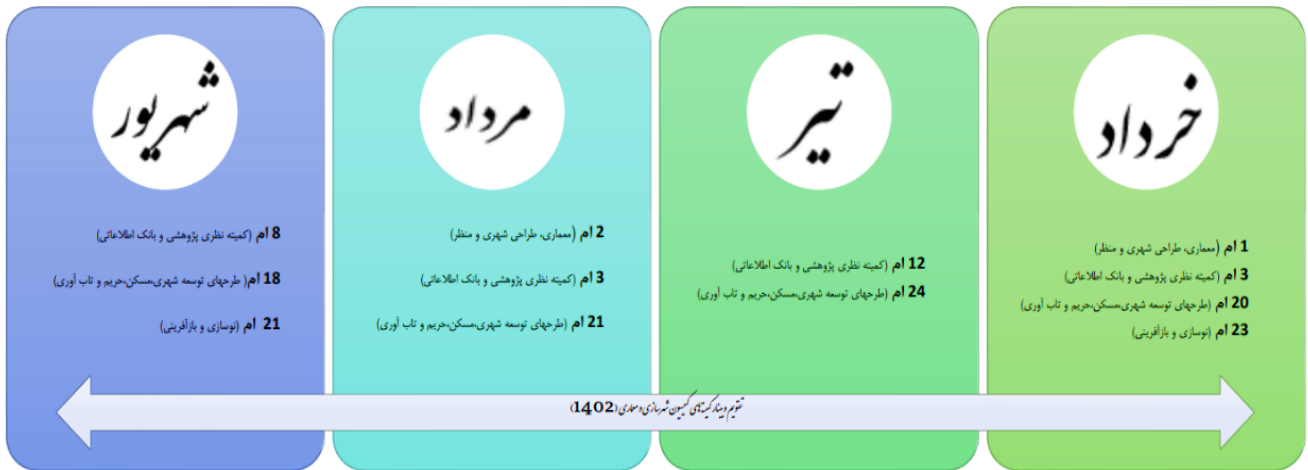 خرداد
1 ام (معماری، طراحی شهری و منظر)
3 ام (کمیته نظری پژوهشی و بانک اطلاعاتی)
20 ام (طرحهای توسعه شهری،مسکن،حریم و تاب آوری)
23 ام (نوسازی و بازآفرینی)
تیر
12 ام (کمیته نظری پژوهشی و بانک اطلاعاتی)
24 ام (طرحهای توسعه شهری،مسکن،حریم و تاب آوری)
مرداد
2 ام (معماری، طراحی شهری و منظر)
3 ام (کمیته نظری پژوهشی و بانک اطلاعاتی)
21 ام (طرحهای توسعه شهری،مسکن،حریم و تاب آوری)
شهریور
8 ام (کمیته نظری پژوهشی و بانک اطلاعاتی)
18 ام( طرحهای توسعه شهری،مسکن،حریم و تاب آوری)
21 ام (نوسازی و بازآفرینی)
تقویم وبینار کمیته های کمیسیون شهرسازی و معماری (1402)